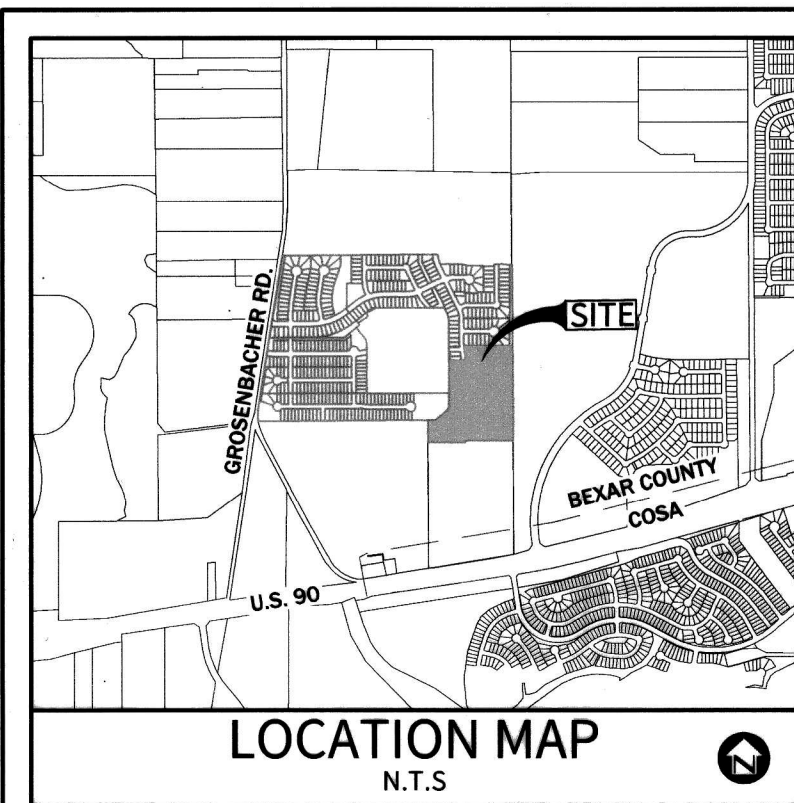 SITE
GROSENBACHER RD.
BEXAR COUNTY
COSA
U.S. 90
LOCATION MAP
N.T.S
N